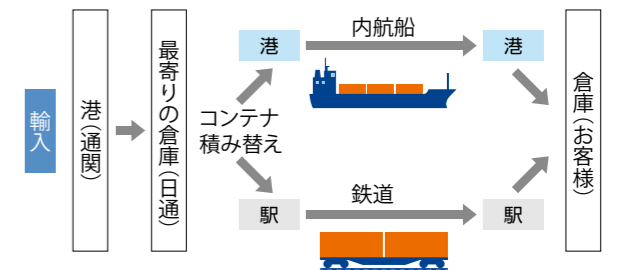 輸入
港（通関）
最寄りの倉庫（日通）
コンテナ
積み替え
港
内航船
港
駅
鉄道
駅
倉庫（お客様）